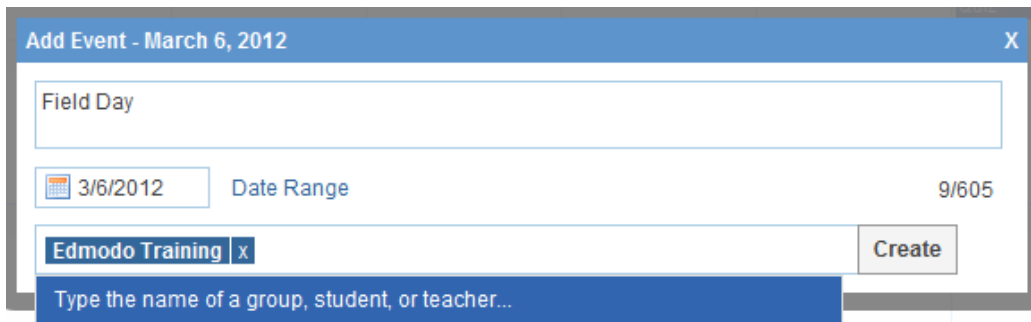 Add Event - March 6, 2012 X
Field Day
3/6/2012 Date Range 9/605
Edmodo Training x Create
Type the name of a group, student, or teacher...